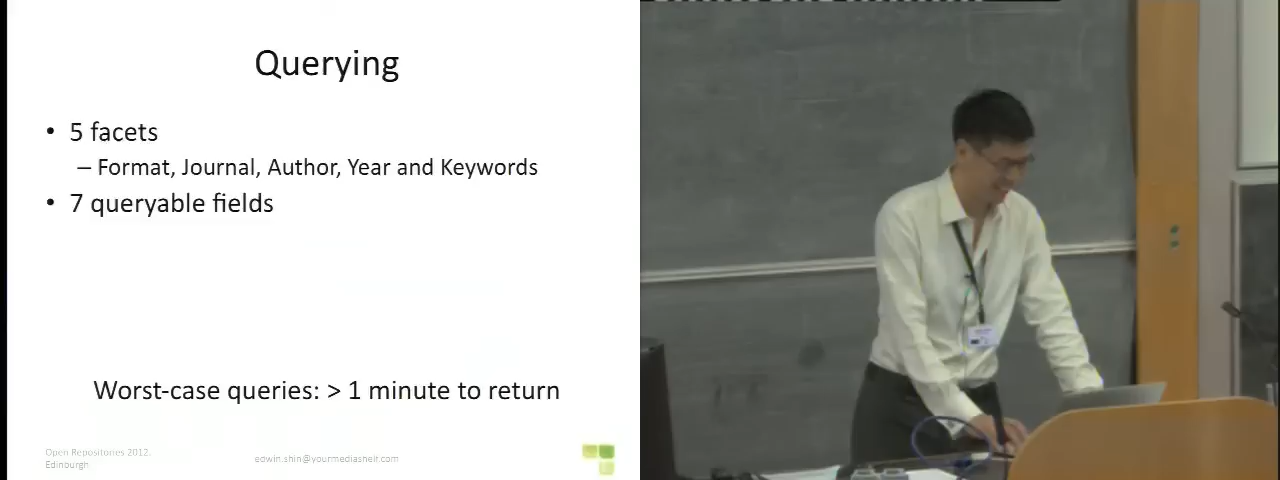 Querying
• 5 facets
– Format, Journal, Author, Year and Keywords
• 7 queryable fields
Worst-case queries: > 1 minute to return
Open Repositories 2012,
Edinburgh
edwin.shin@yourmediashelf.com